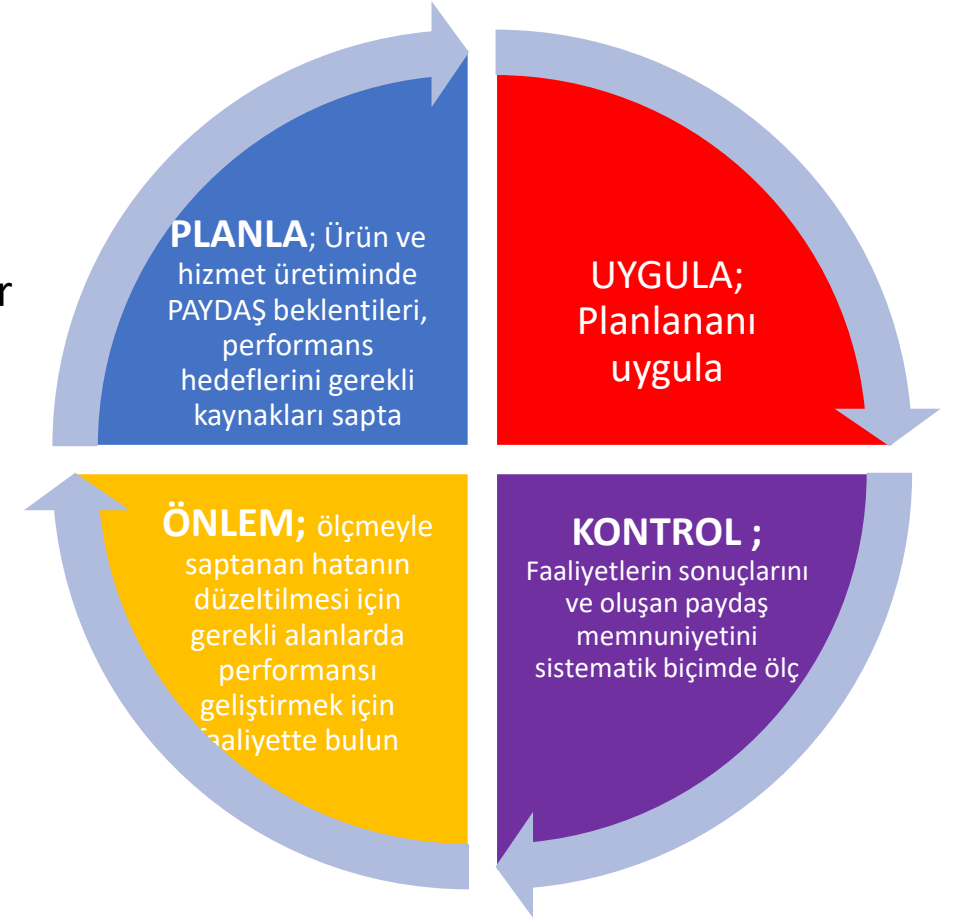 PLANLA; Ürün ve
hizmet üretiminde
PAYDAŞ beklentileri,
performans
hedeflerini gerekli
kaynakları sapta
UYGULA;
Planlananı
uygula
r
ÖNLEM; ölçmeyle
saptanan hatanın
düzeltilmesi için
gerekli alanlarda
performansı
geliştirmek için
faaliyette bulun
KONTROL ;
Faaliyetlerin sonuçlarını
ve oluşan paydaş
memnuniyetini
sistematik biçimde ölç